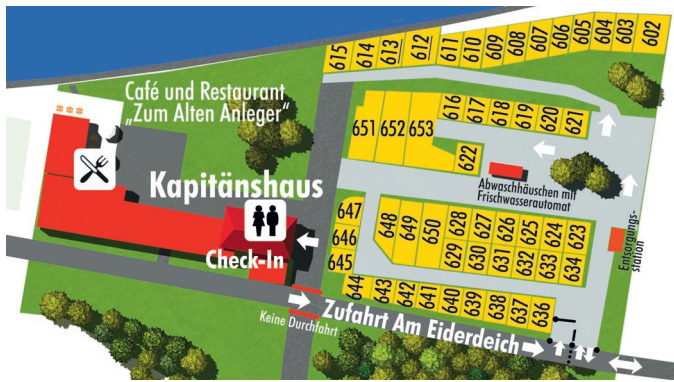 615 614 613 612 611 610 609 608 607 606 605 604 603 602
Café und Restaurant
„Zum Alten Anleger“
616 617 618 619 620 621
651 652 653
622
Abwaschhäuschen mit
Frischwasserautomat
Kapitänshaus
Check-In
647
646
645
648 649 650 628 627 626 625 624 623
629 630 631 632 633 634
Entsorgungs-
station
644 643 642 641 640 639 638 637 636
Keine Durchfahrt
Zufahrt Am Eiderdeich